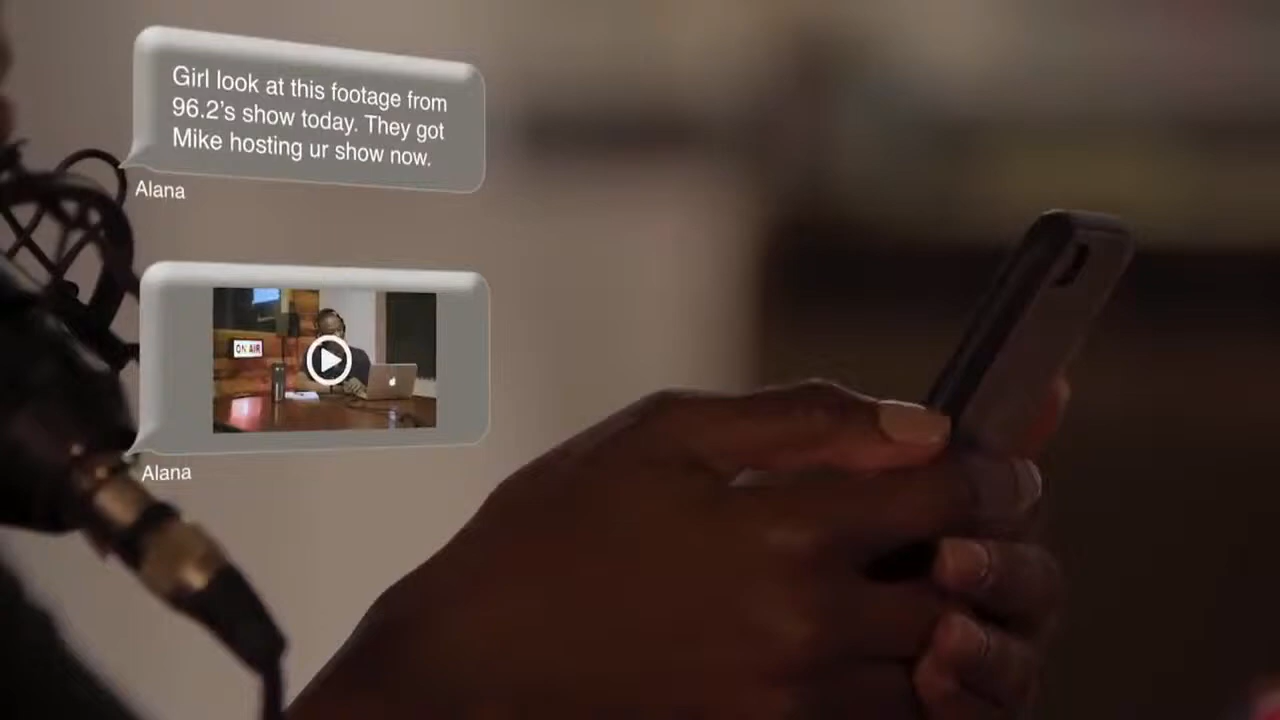 Girl look at this footage from
96.2's show today. They got
Mike hosting ur show now.
Alana
ON AIR
Alana